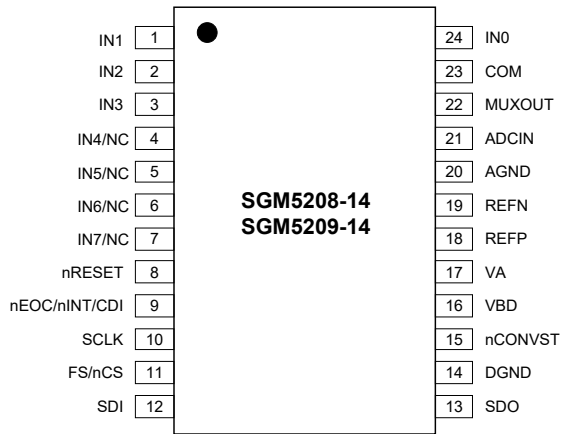 IN1 1 24 IN0
IN2 2 23 COM
IN3 3 22 MUXOUT
IN4/NC 4 21 ADCIN
IN5/NC 5 20 AGND
SGM5208-14
IN6/NC 6 19 REFN
SGM5209-14
IN7/NC 7 18 REFP
nRESET 8 17 VA
nEOC/nINT/CDI 9 16 VBD
SCLK 10 15 nCONVST
FS/nCS 11 14 DGND
SDI 12 13 SDO